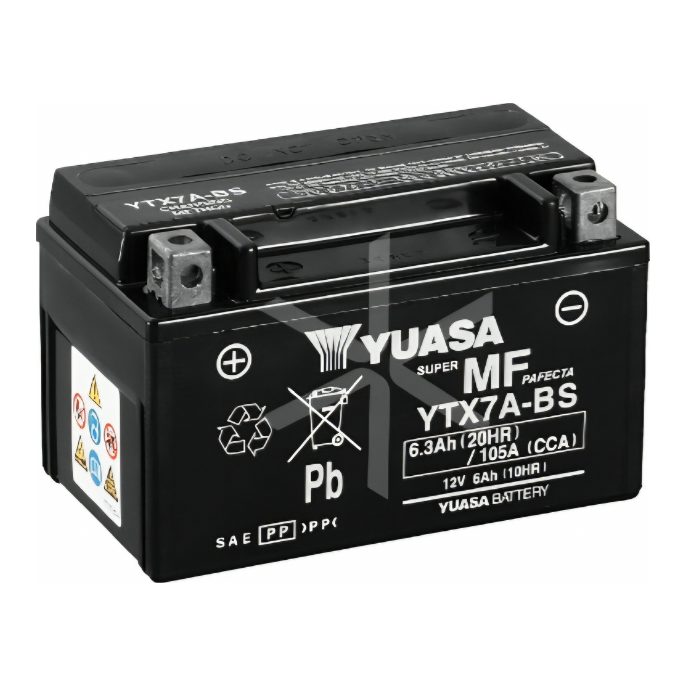 YTX7A-BS
YUASA
SUPER MF PAFECTA
YTX7A-BS
6.3Ah (20HR)
/105A (CCA)
12V 6Ah (10HR)
YUASA BATTERY
Pb
SAE PP >PP<